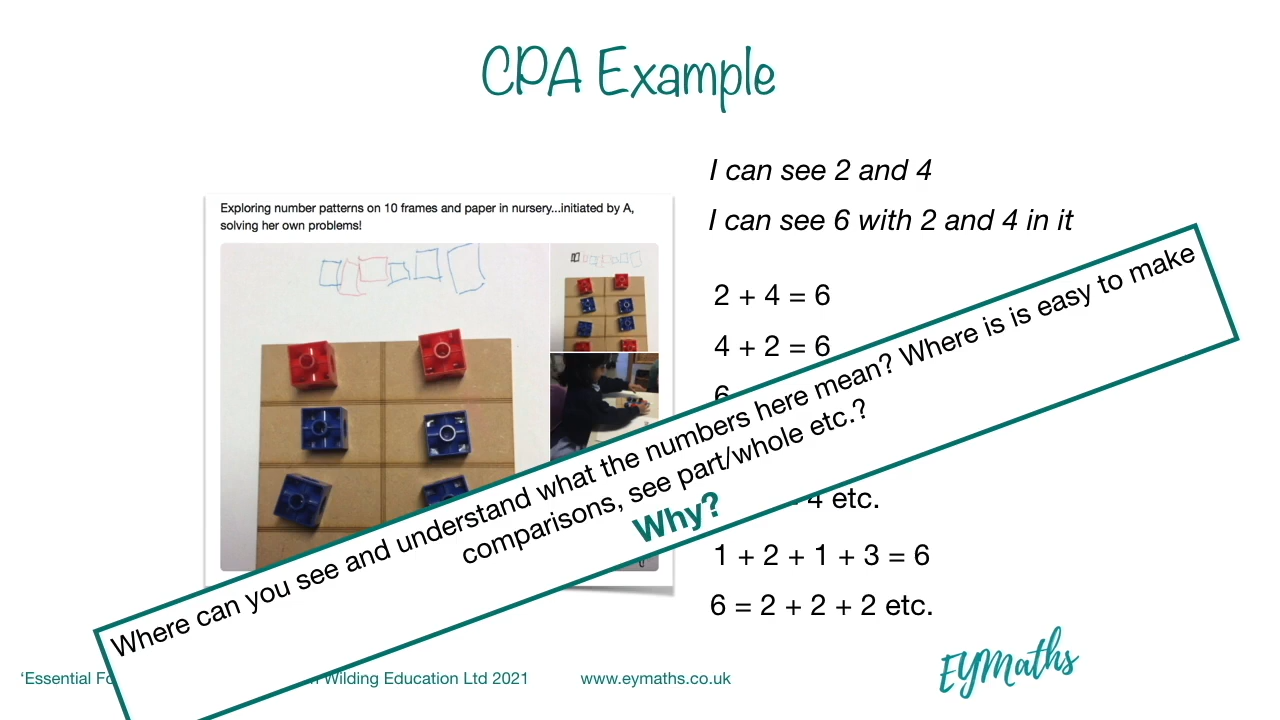 CPA Example
I can see 2 and 4
I can see 6 with 2 and 4 in it
Exploring number patterns on 10 frames and paper in nursery...initiated by A,
solving her own problems!
2 + 4 = 6
4 + 2 = 6
Where can you see and understand what the numbers here mean? Where is is easy to make
comparisons, see part/whole etc.?
Why?
4 etc.
1 + 2 + 1 + 3 = 6
6 = 2 + 2 + 2 etc.
‘Essential Wilding Education Ltd 2021
www.eymaths.co.uk
EYMaths